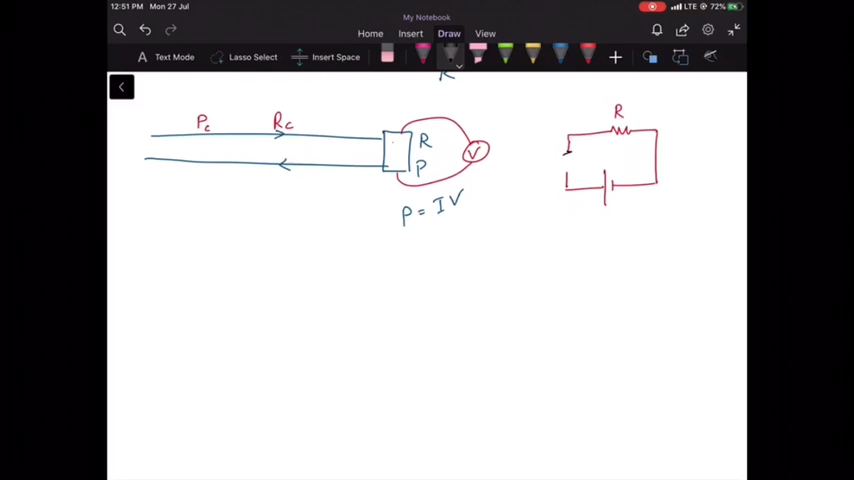 12:51 PM Mon 27 Jul
LTE 72%
My Notebook
Home Insert Draw View
Text Mode Lasso Select Insert Space
R
Pc Rc R
R V
P
P = IV